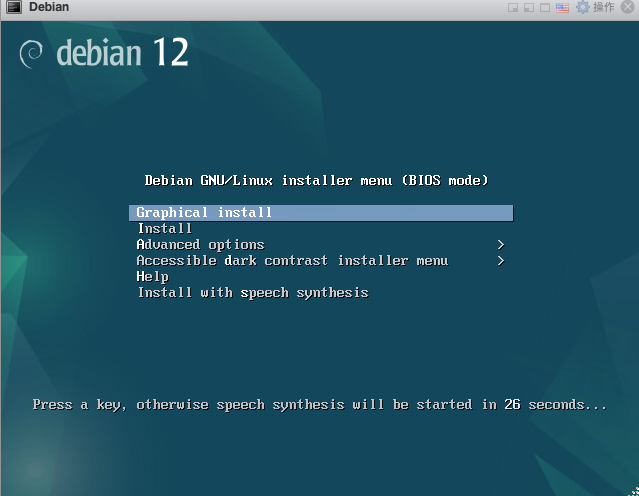 Debian
操作
debian 12
Debian GNU/Linux installer menu (BIOS mode)
Graphical install
Install
Advanced options >
Accessible dark contrast installer menu >
Help
Install with speech synthesis
Press a key, otherwise speech synthesis will be started in 26 seconds...